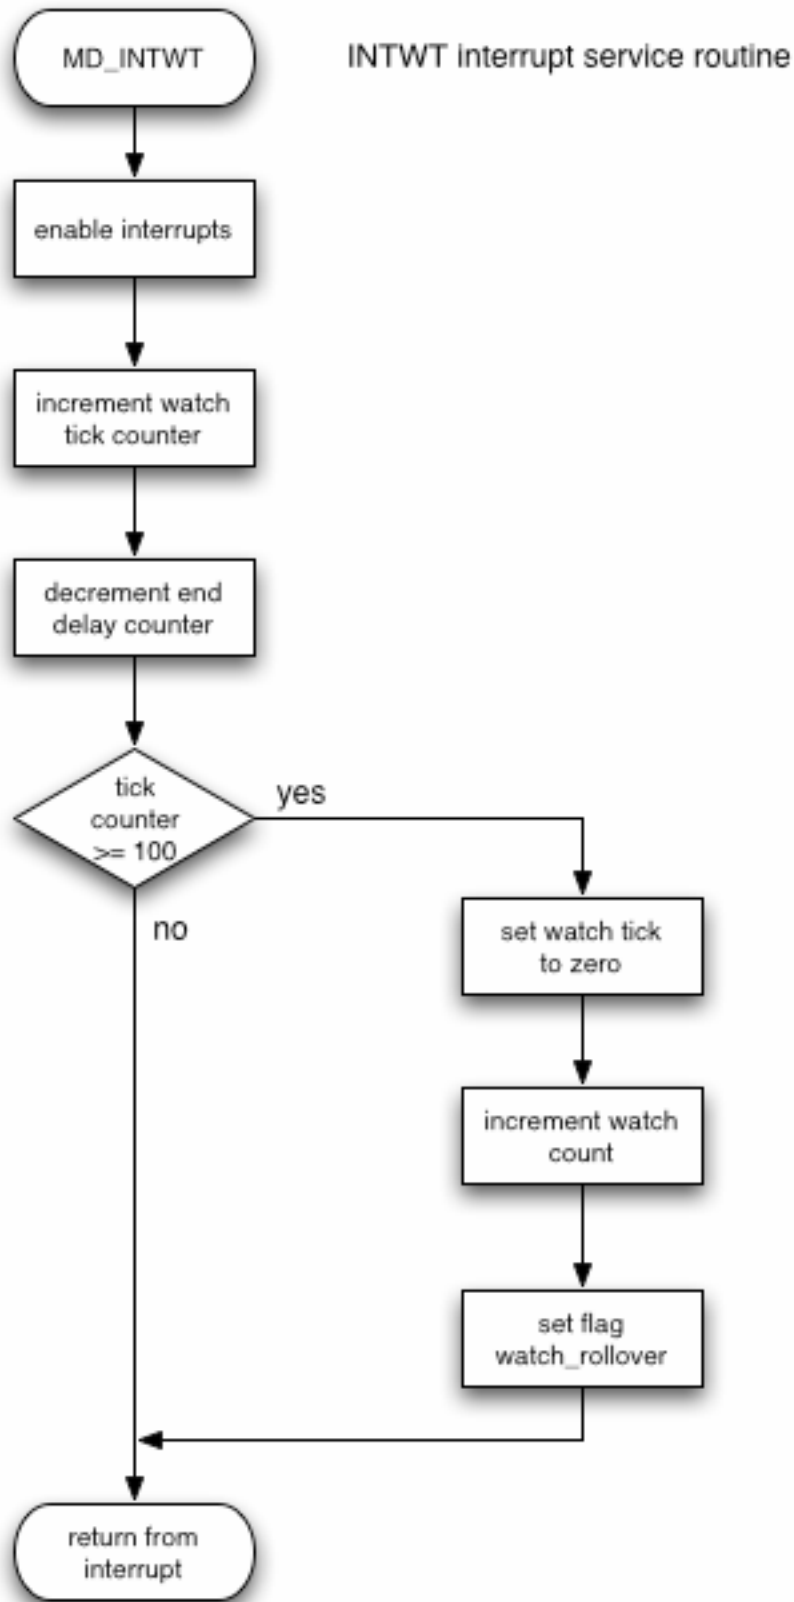 MD_INTWT
INTWT interrupt service routine
enable interrupts
increment watch
tick counter
decrement end
delay counter
tick
counter
>= 100
yes
no
set watch tick
to zero
increment watch
count
set flag
watch_rollover
return from
interrupt